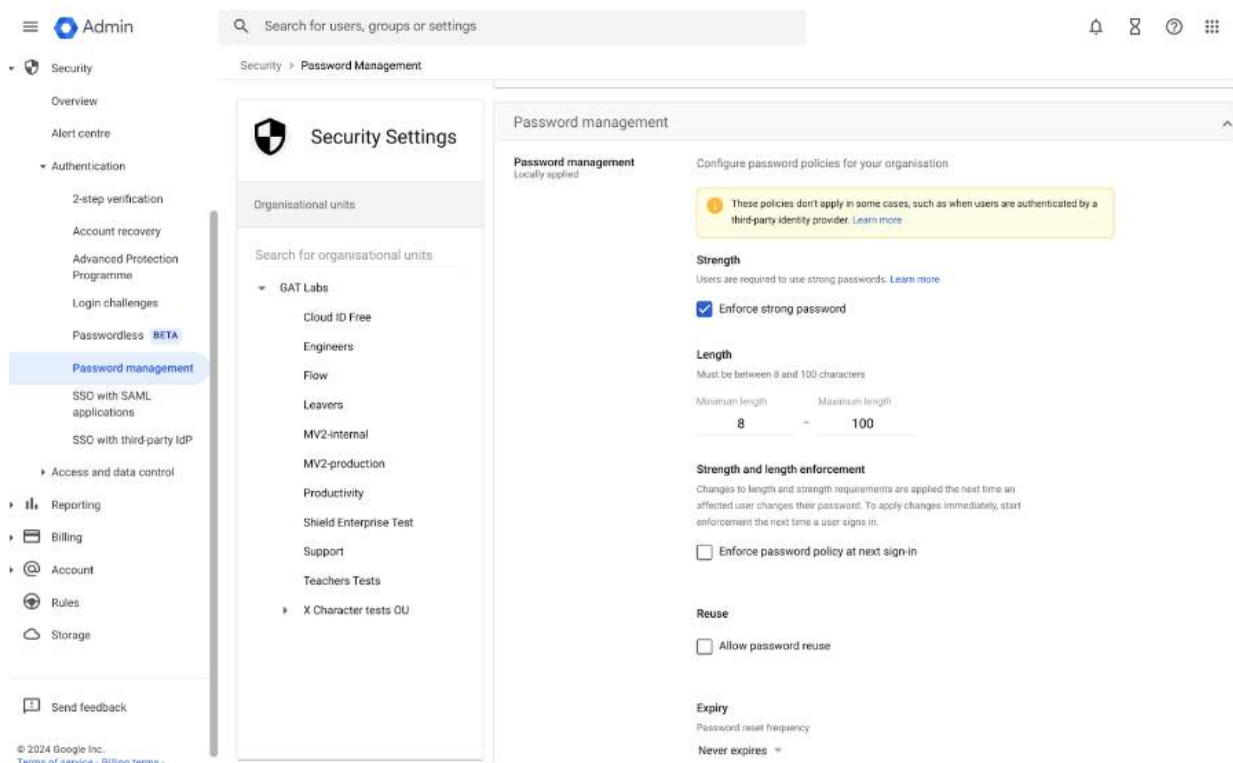 Admin
Search for users, groups or settings
Security
Overview
Alert centre
Authentication
2-step verification
Account recovery
Advanced Protection
Programme
Login challenges
Passwordless BETA
Password management
SSO with SAML
applications
SSO with third-party IdP
Access and data control
Reporting
Billing
Account
Rules
Storage
Send feedback
© 2024 Google Inc.
Terms of service - Billing terms -
Security > Password Management
Security Settings
Organisational units
Search for organisational units
GAT Labs
Cloud ID Free
Engineers
Flow
Leavers
MV2-internal
MV2-production
Productivity
Shield Enterprise Test
Support
Teachers Tests
X Character tests OU
Password management
Password management
Locally applied
Configure password policies for your organisation
These policies don't apply in some cases, such as when users are authenticated by a
third-party identity provider. Learn more
Strength
Users are required to use strong passwords. Learn more
Enforce strong password
Length
Must be between 8 and 100 characters
Minimum length Maximum length
8 - 100
Strength and length enforcement
Changes to length and strength requirements are applied the next time an
affected user changes their password. To apply changes immediately, start
enforcement the next time a user signs in.
Enforce password policy at next sign-in
Reuse
Allow password reuse
Expiry
Password reset frequency
Never expires